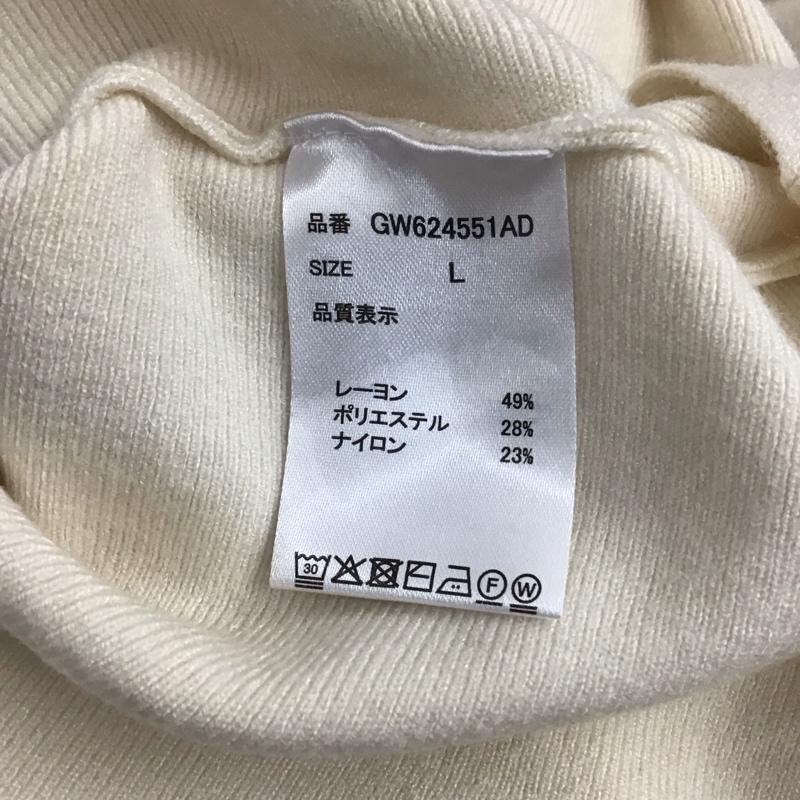 品番 GW624551AD
SIZE L
品質表示
レーヨン 49%
ポリエステル 28%
ナイロン 23%
30 F W